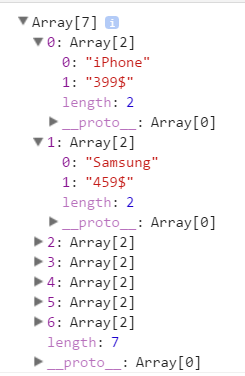 Array[7] i
0: Array[2]
0: "iPhone"
1: "399$"
length: 2
__proto__: Array[0]
1: Array[2]
0: "Samsung"
1: "459$"
length: 2
__proto__: Array[0]
2: Array[2]
3: Array[2]
4: Array[2]
5: Array[2]
6: Array[2]
length: 7
__proto__: Array[0]